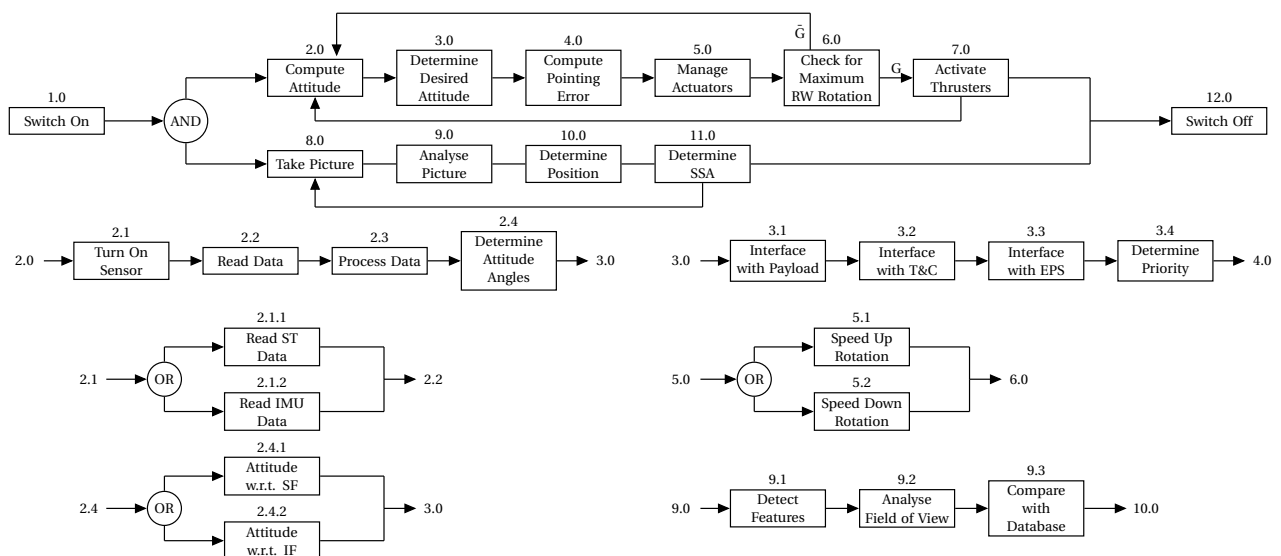 1.0
Switch On
AND
2.0
Compute
Attitude
3.0
Determine
Desired
Attitude
4.0
Compute
Pointing
Error
5.0
Manage
Actuators
Ḡ
6.0
Check for
Maximum
RW Rotation
G
7.0
Activate
Thrusters
12.0
Switch Off
8.0
Take Picture
9.0
Analyse
Picture
10.0
Determine
Position
11.0
Determine
SSA
2.0
2.1
Turn On
Sensor
2.2
Read Data
2.3
Process Data
2.4
Determine
Attitude
Angles
3.0
3.0
3.1
Interface
with Payload
3.2
Interface
with T&C
3.3
Interface
with EPS
3.4
Determine
Priority
4.0
2.1
OR
2.1.1
Read ST
Data
2.1.2
Read IMU
Data
2.2
5.0
OR
5.1
Speed Up
Rotation
5.2
Speed Down
Rotation
6.0
2.4
OR
2.4.1
Attitude
w.r.t. SF
2.4.2
Attitude
w.r.t. IF
3.0
9.0
9.1
Detect
Features
9.2
Analyse
Field of View
9.3
Compare
with
Database
10.0